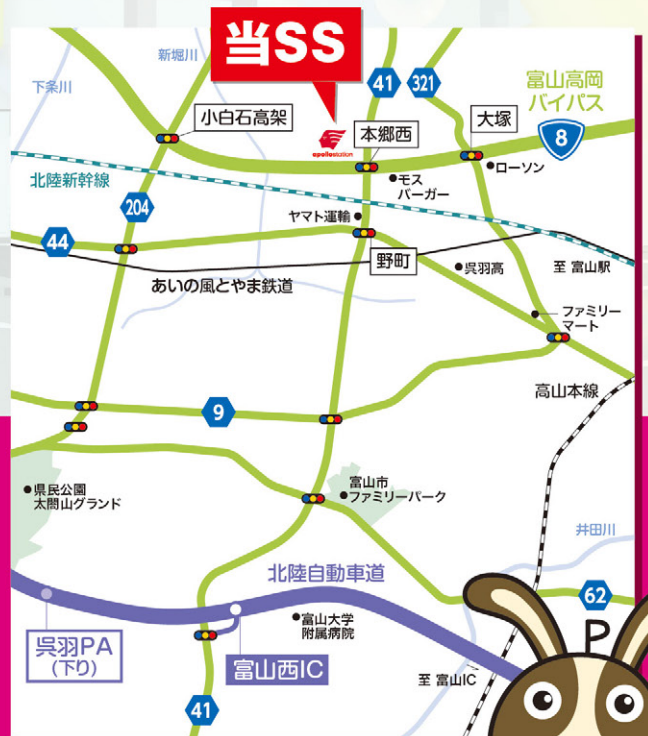 当SS
新堀川
下条川
41
321
富山高岡
バイパス
小白石高架
本郷西
大塚
8
apollostation
ローソン
モス
バーガー
北陸新幹線
204
ヤマト運輸
44
野町
呉羽高
至 富山駅
あいの風とやま鉄道
ファミリー
マート
高山本線
9
県民公園
太閤山グランド
富山市
ファミリーパーク
井田川
北陸自動車道
62
呉羽PA
(下り)
富山大学
附属病院
富山西IC
至 富山IC
P
41